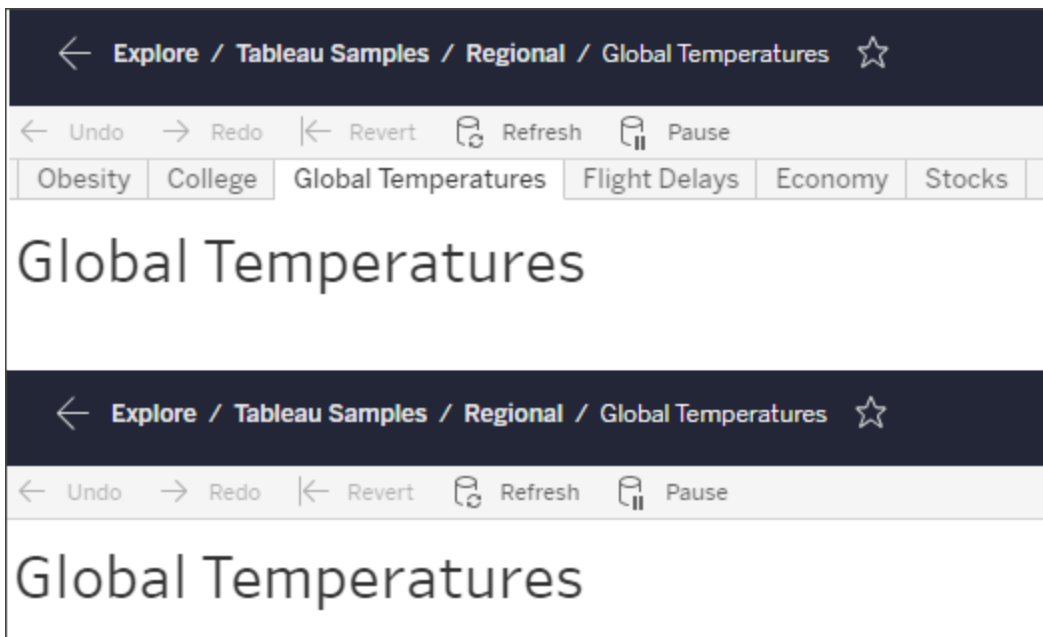 Explore / Tableau Samples / Regional / Global Temperatures
Undo Redo Revert Refresh Pause
Obesity College Global Temperatures Flight Delays Economy Stocks
Global Temperatures
Explore / Tableau Samples / Regional / Global Temperatures
Undo Redo Revert Refresh Pause
Global Temperatures